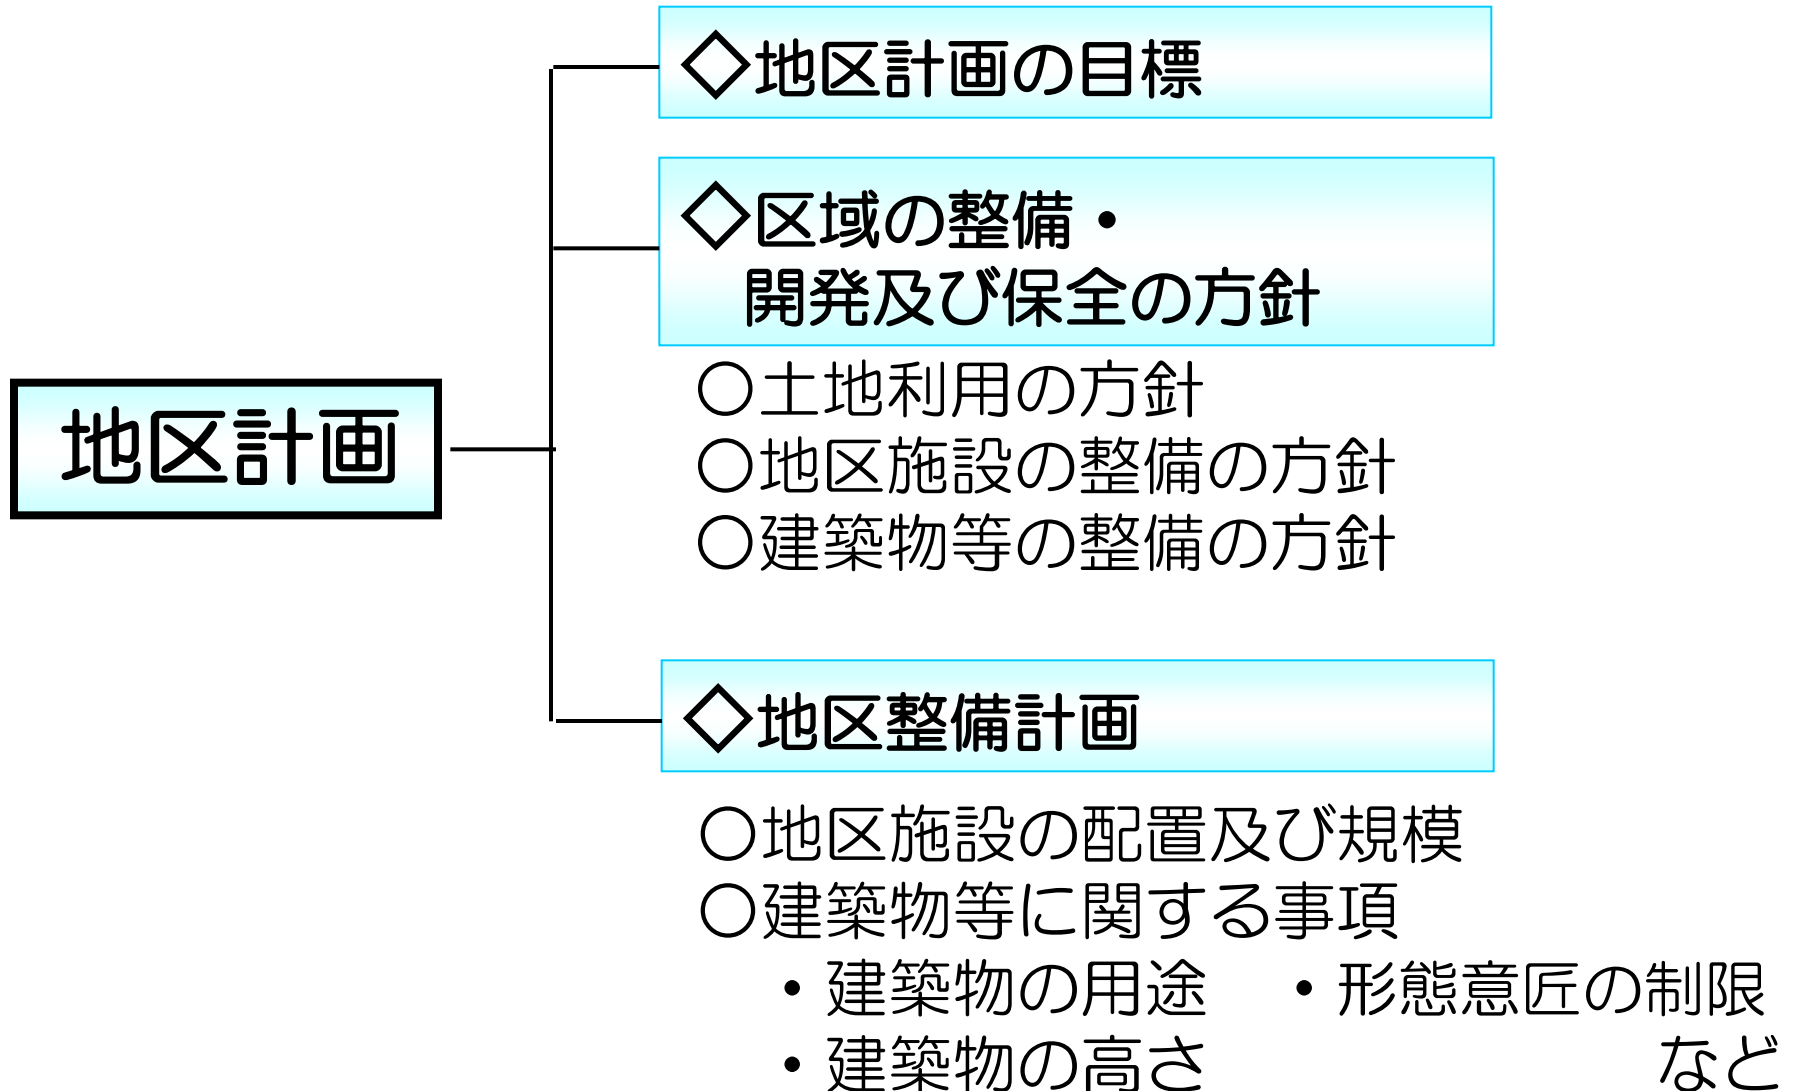 ◇地区計画の目標
◇区域の整備・
開発及び保全の方針
○土地利用の方針
○地区施設の整備の方針
○建築物等の整備の方針
地区計画
◇地区整備計画
○地区施設の配置及び規模
○建築物等に関する事項
・建築物の用途 ・形態意匠の制限
・建築物の高さ など